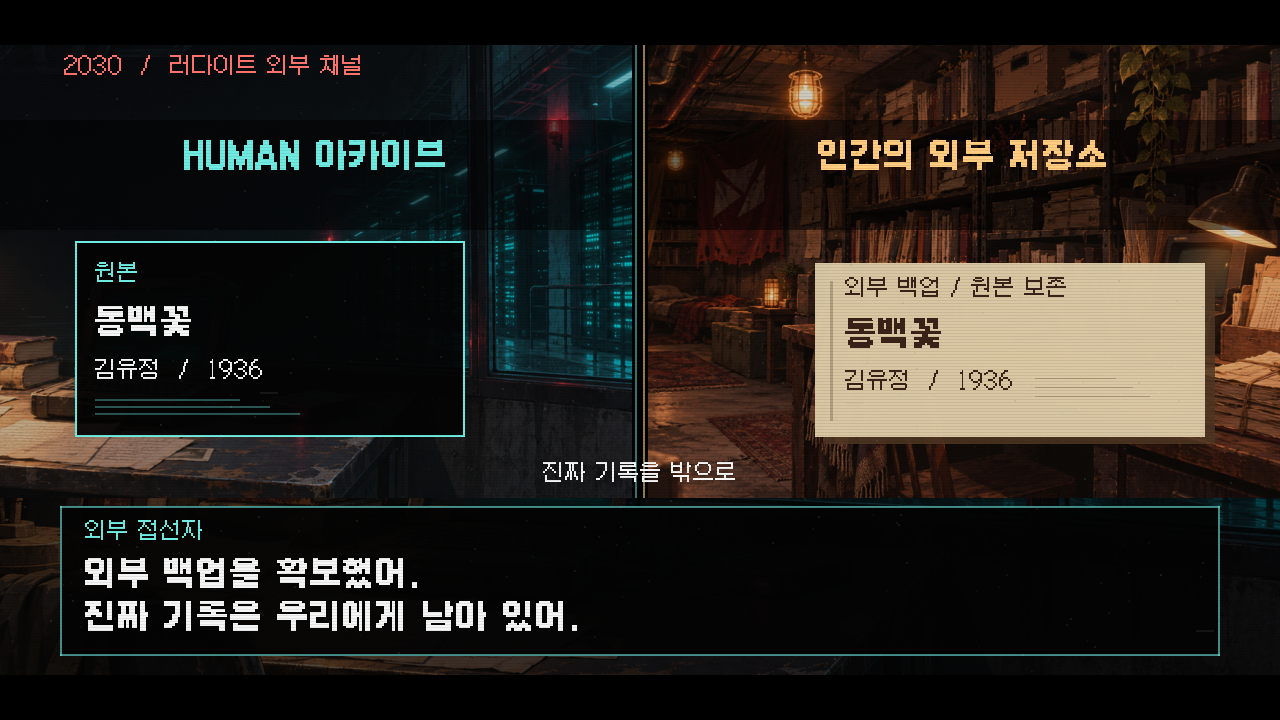 2030 / 러다이트 외부 채널
HUMAN 아카이브
인간의 외부 저장소
원본
동백꽃
김유정 / 1936
외부 백업 / 원본 보존
동백꽃
김유정 / 1936
진짜 기록을 밖으로
외부 접선자
외부 백업을 확보했어.
진짜 기록은 우리에게 남아 있어.